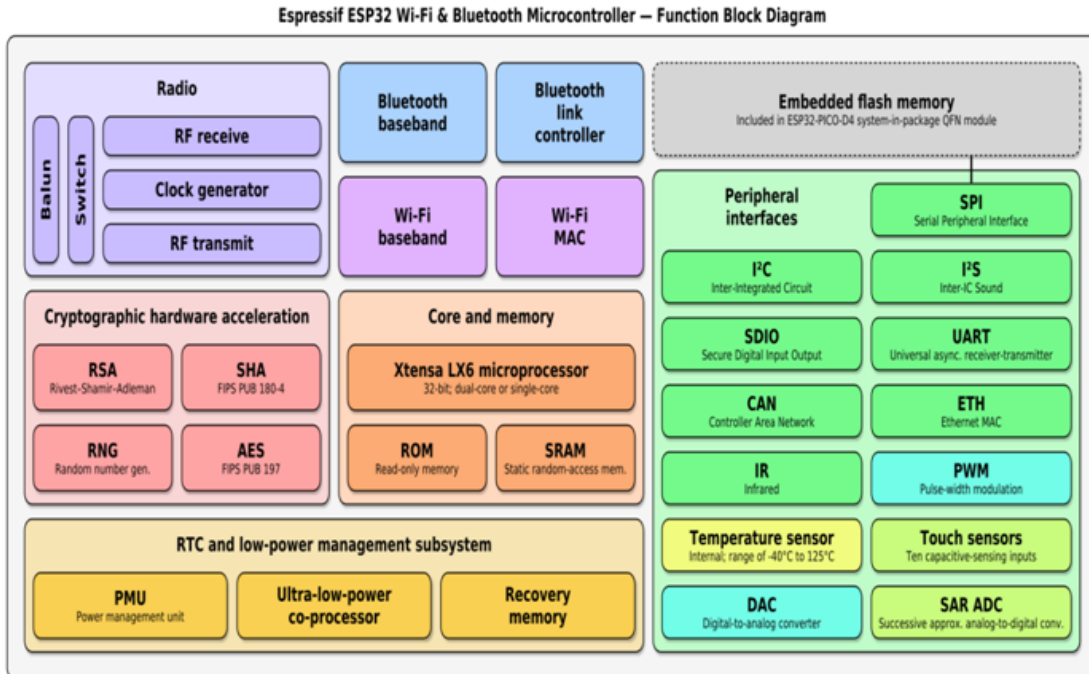 Espressif ESP32 Wi-Fi & Bluetooth Microcontroller — Function Block Diagram
Radio
Balun
Switch
RF receive
Clock generator
RF transmit
Bluetooth
baseband
Bluetooth
link
controller
Wi-Fi
baseband
Wi-Fi
MAC
Embedded flash memory
Included in ESP32-PICO-D4 system-in-package QFN module
Cryptographic hardware acceleration
RSA
Rivest-Shamir-Adleman
SHA
FIPS PUB 180-4
RNG
Random number gen.
AES
FIPS PUB 197
Core and memory
Xtensa LX6 microprocessor
32-bit; dual-core or single-core
ROM
Read-only memory
SRAM
Static random-access mem.
RTC and low-power management subsystem
PMU
Power management unit
Ultra-low-power
co-processor
Recovery
memory
Peripheral
interfaces
SPI
Serial Peripheral Interface
I²C
Inter-Integrated Circuit
I²S
Inter-IC Sound
SDIO
Secure Digital Input Output
UART
Universal async. receiver-transmitter
CAN
Controller Area Network
ETH
Ethernet MAC
IR
Infrared
PWM
Pulse-width modulation
Temperature sensor
Internal; range of -40°C to 125°C
Touch sensors
Ten capacitive-sensing inputs
DAC
Digital-to-analog converter
SAR ADC
Successive approx. analog-to-digital conv.